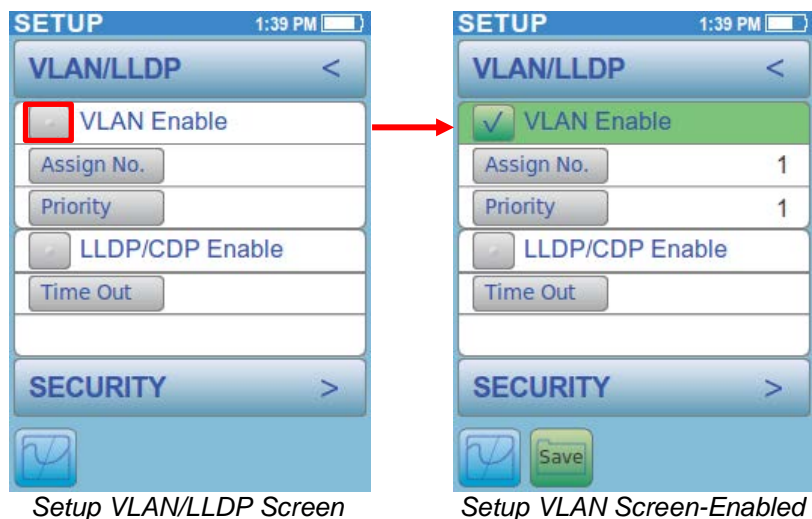 SETUP 1:39 PM
VLAN/LLDP <
VLAN Enable
Assign No.
Priority
LLDP/CDP Enable
Time Out
SECURITY >
Setup VLAN/LLDP Screen
SETUP 1:39 PM
VLAN/LLDP <
√ VLAN Enable
Assign No. 1
Priority 1
LLDP/CDP Enable
Time Out
SECURITY >
Save
Setup VLAN Screen-Enabled